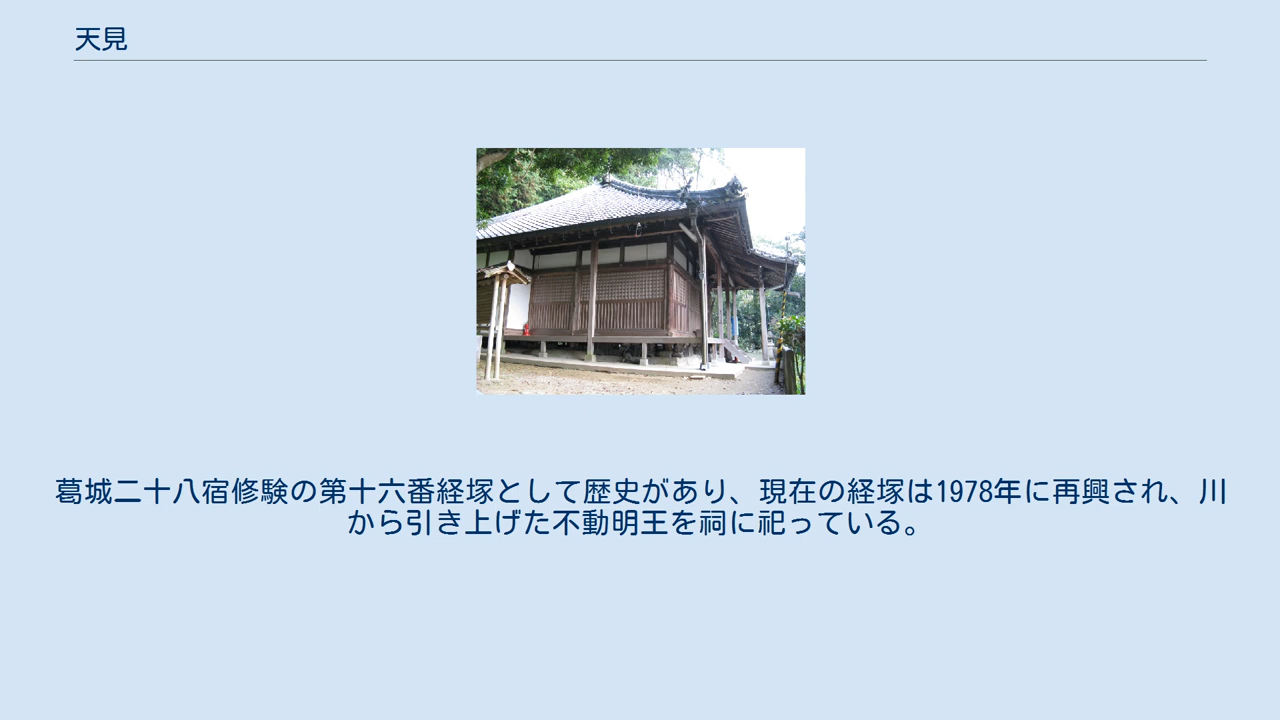 天見
葛城二十八宿修験の第十六番経塚として歴史があり、現在の経塚は1978年に再興され、川
から引き上げた不動明王を祠に祀っている。